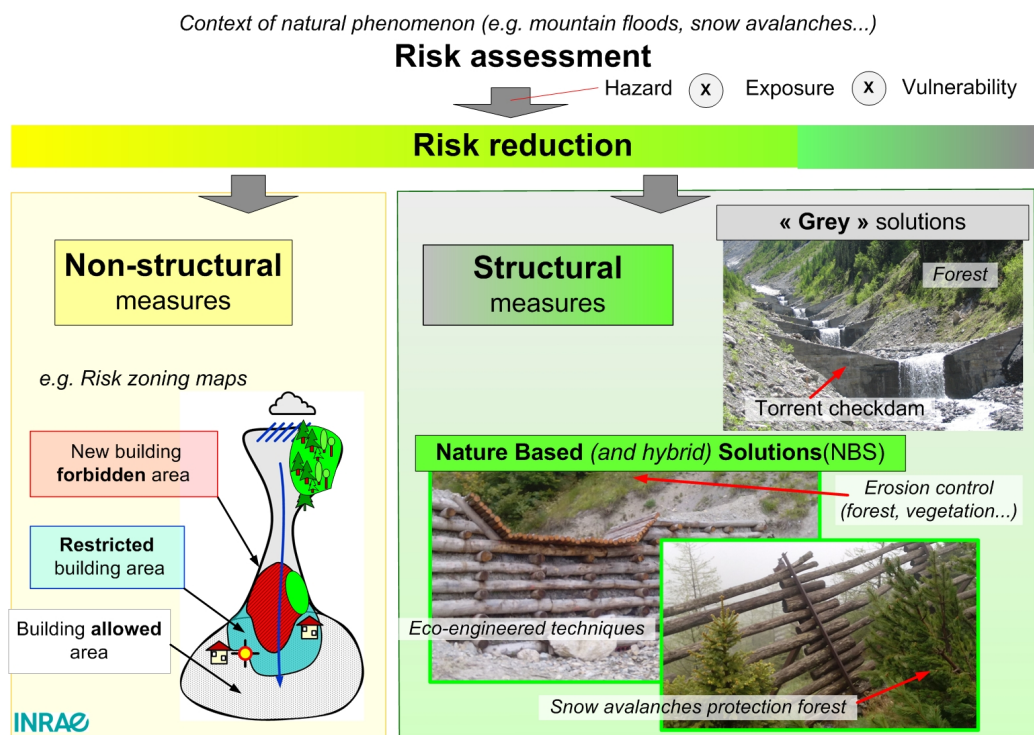 Context of natural phenomenon (e.g. mountain floods, snow avalanches...)
Risk assessment
Hazard X Exposure X Vulnerability
Risk reduction
Non-structural
measures
e.g. Risk zoning maps
New building
forbidden area
Restricted
building area
Building allowed
area
INRAE
Structural
measures
« Grey » solutions
Forest
Torrent checkdam
Nature Based (and hybrid) Solutions(NBS)
Erosion control
(forest, vegetation...)
Eco-engineered techniques
Snow avalanches protection forest